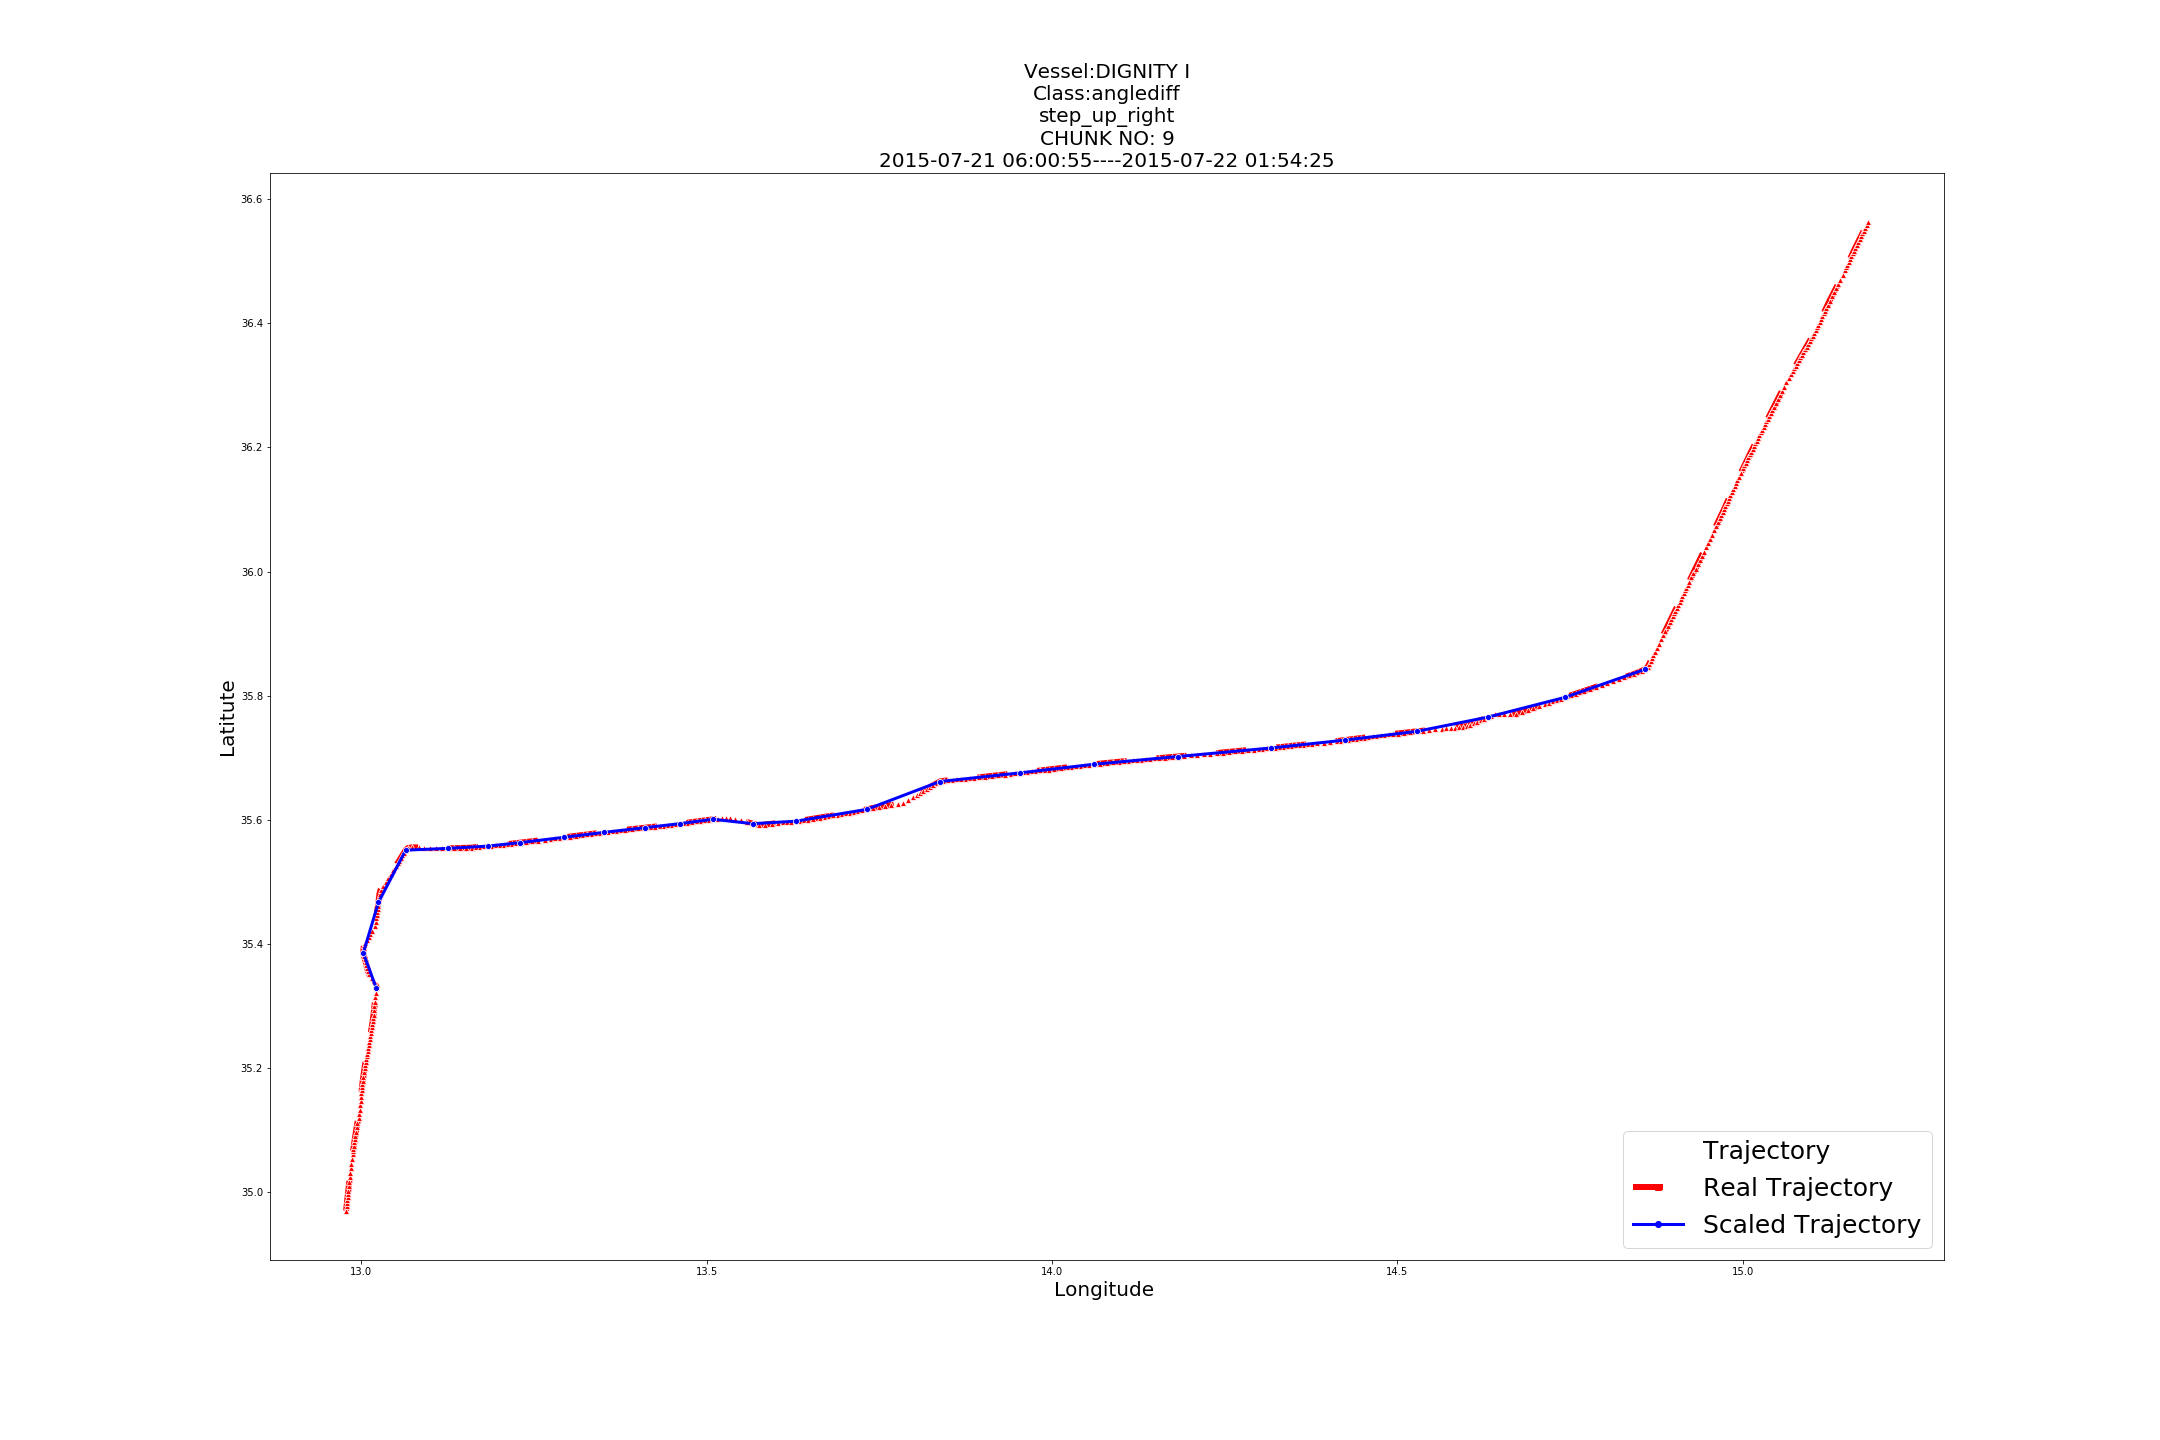 Vessel:DIGNITY I
Class:anglediff
step_up_right
CHUNK NO: 9
2015-07-21 06:00:55----2015-07-22 01:54:25
36.6
36.4
36.2
36.0
35.8
35.6
35.4
35.2
35.0
Latitute
13.0
13.5
14.0
14.5
15.0
Longitude
Trajectory
Real Trajectory
Scaled Trajectory